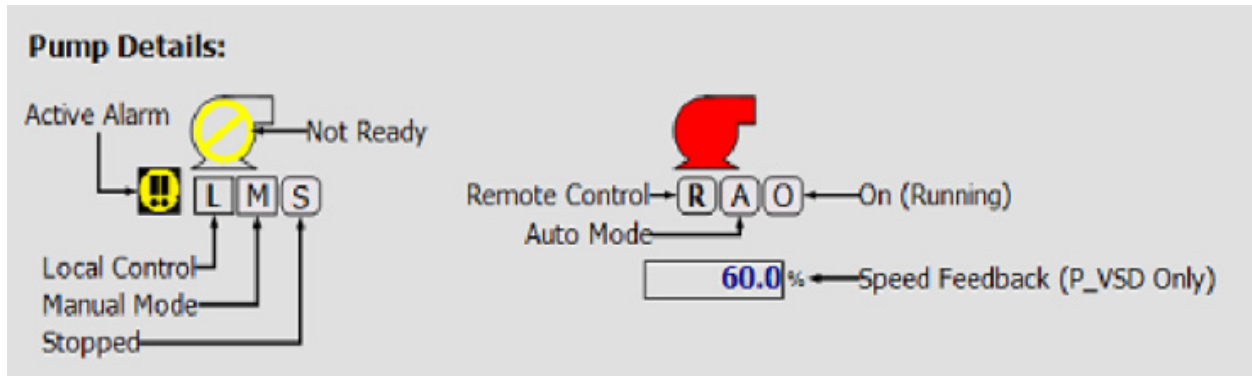 Pump Details:
Active Alarm
Not Ready
!! L M S
Local Control
Manual Mode
Stopped
Remote Control R A O On (Running)
Auto Mode
60.0 % Speed Feedback (P_VSD Only)